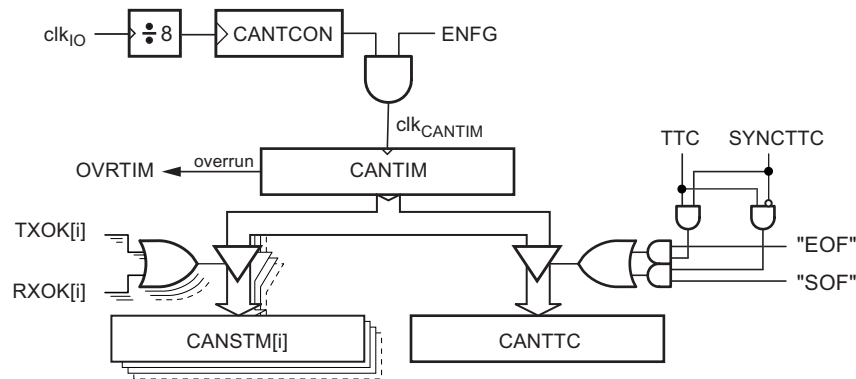 clkIO ÷ 8 CANTCON ENFG
clkCANTIM
TTC SYNCTTC
OVRTIM overrun CANTIM
TXOK[i]
"EOF"
RXOK[i]
"SOF"
CANSTM[i] CANTTC